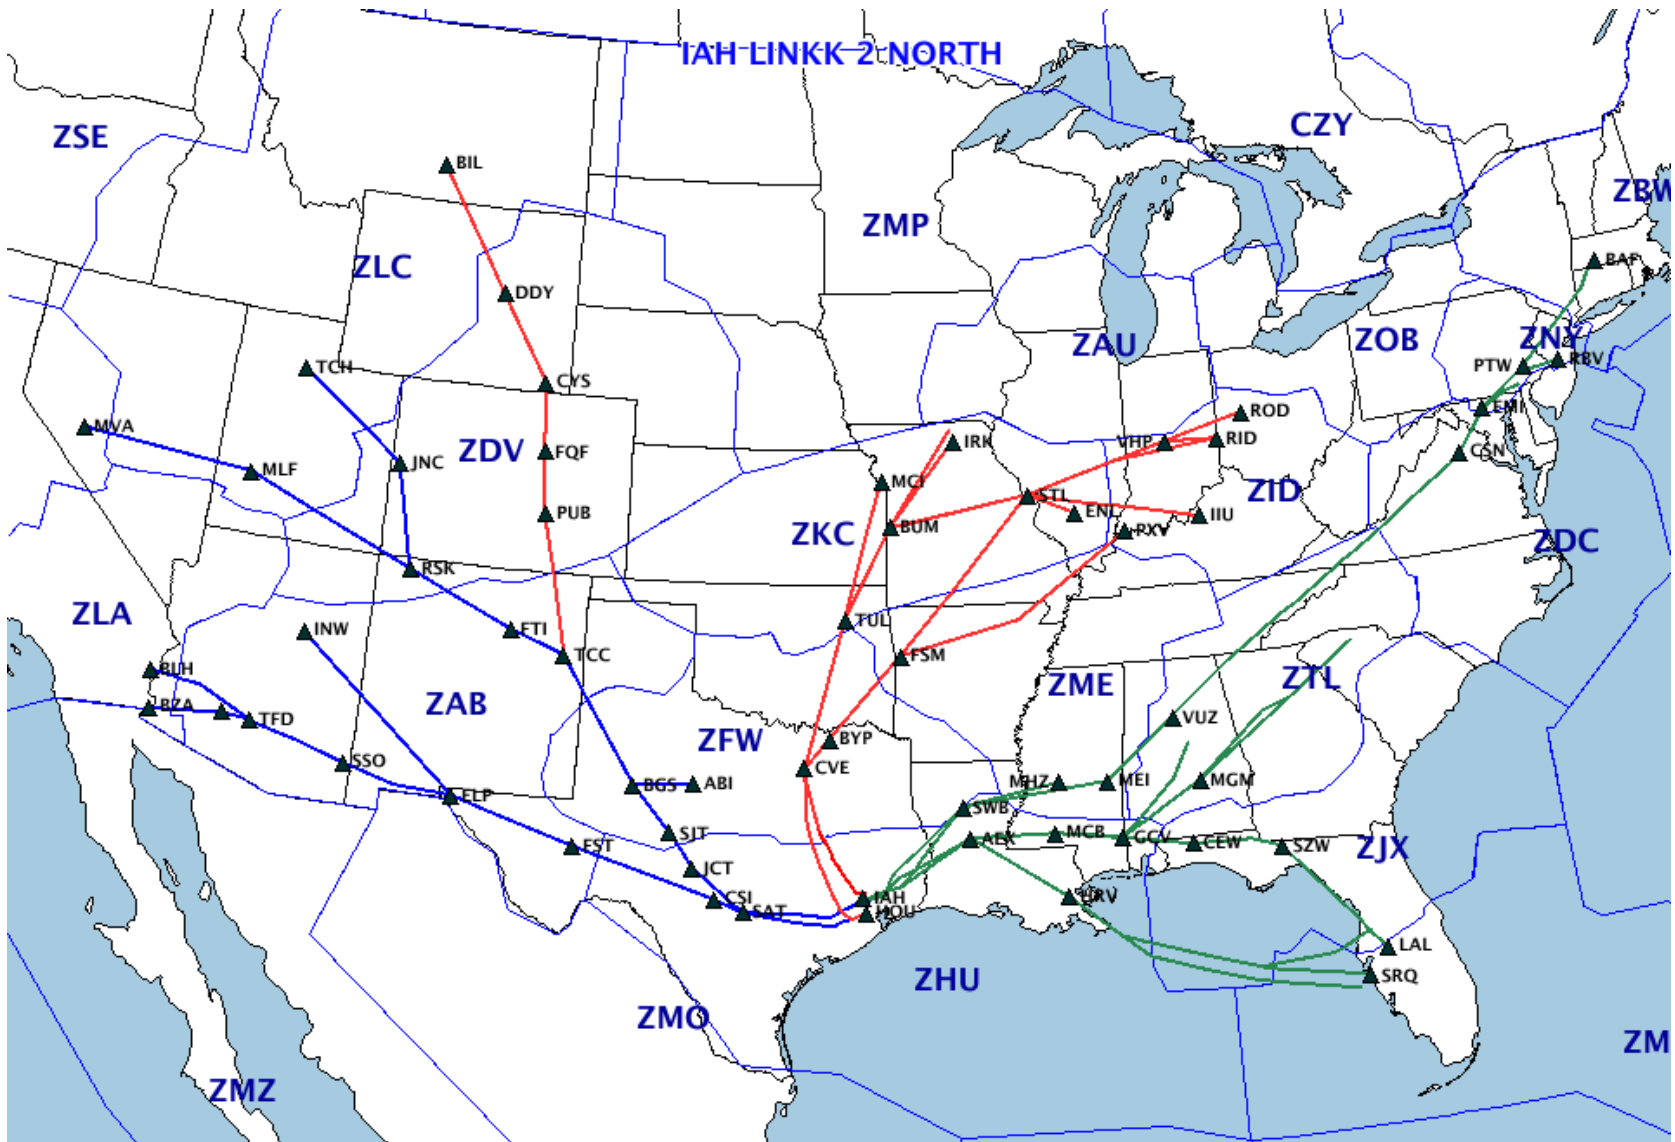 IAH LINKK 2 NORTH
ZSE
CZY
BIL
ZBW
ZMP
ZLC
BAF
DDY
ZAU
ZOB
ZNY
RBV
TCH
PTW
CYS
EMI
ROD
MVA
IRK
VHP
RID
ZDV
FQF
CSN
JNC
MLF
MCI
ZID
STL
PUB
ENL
IIU
BUM
ZKC
PXV
ZDC
RSK
ZLA
TUL
INW
FTI
TCC
FSM
BLH
ZME
ZTL
ZAB
BZA
TFD
VUZ
ZFW
BYP
SSO
CVE
BGS
ABI
MHZ
MEI
MGM
ELP
SWB
SJT
AEX
MCB
GCV
CEW
SZW
ZJX
FST
JCT
CSI
SAT
IAH
HOU
HRV
LAL
SRQ
ZHU
ZMO
ZM
ZMZ